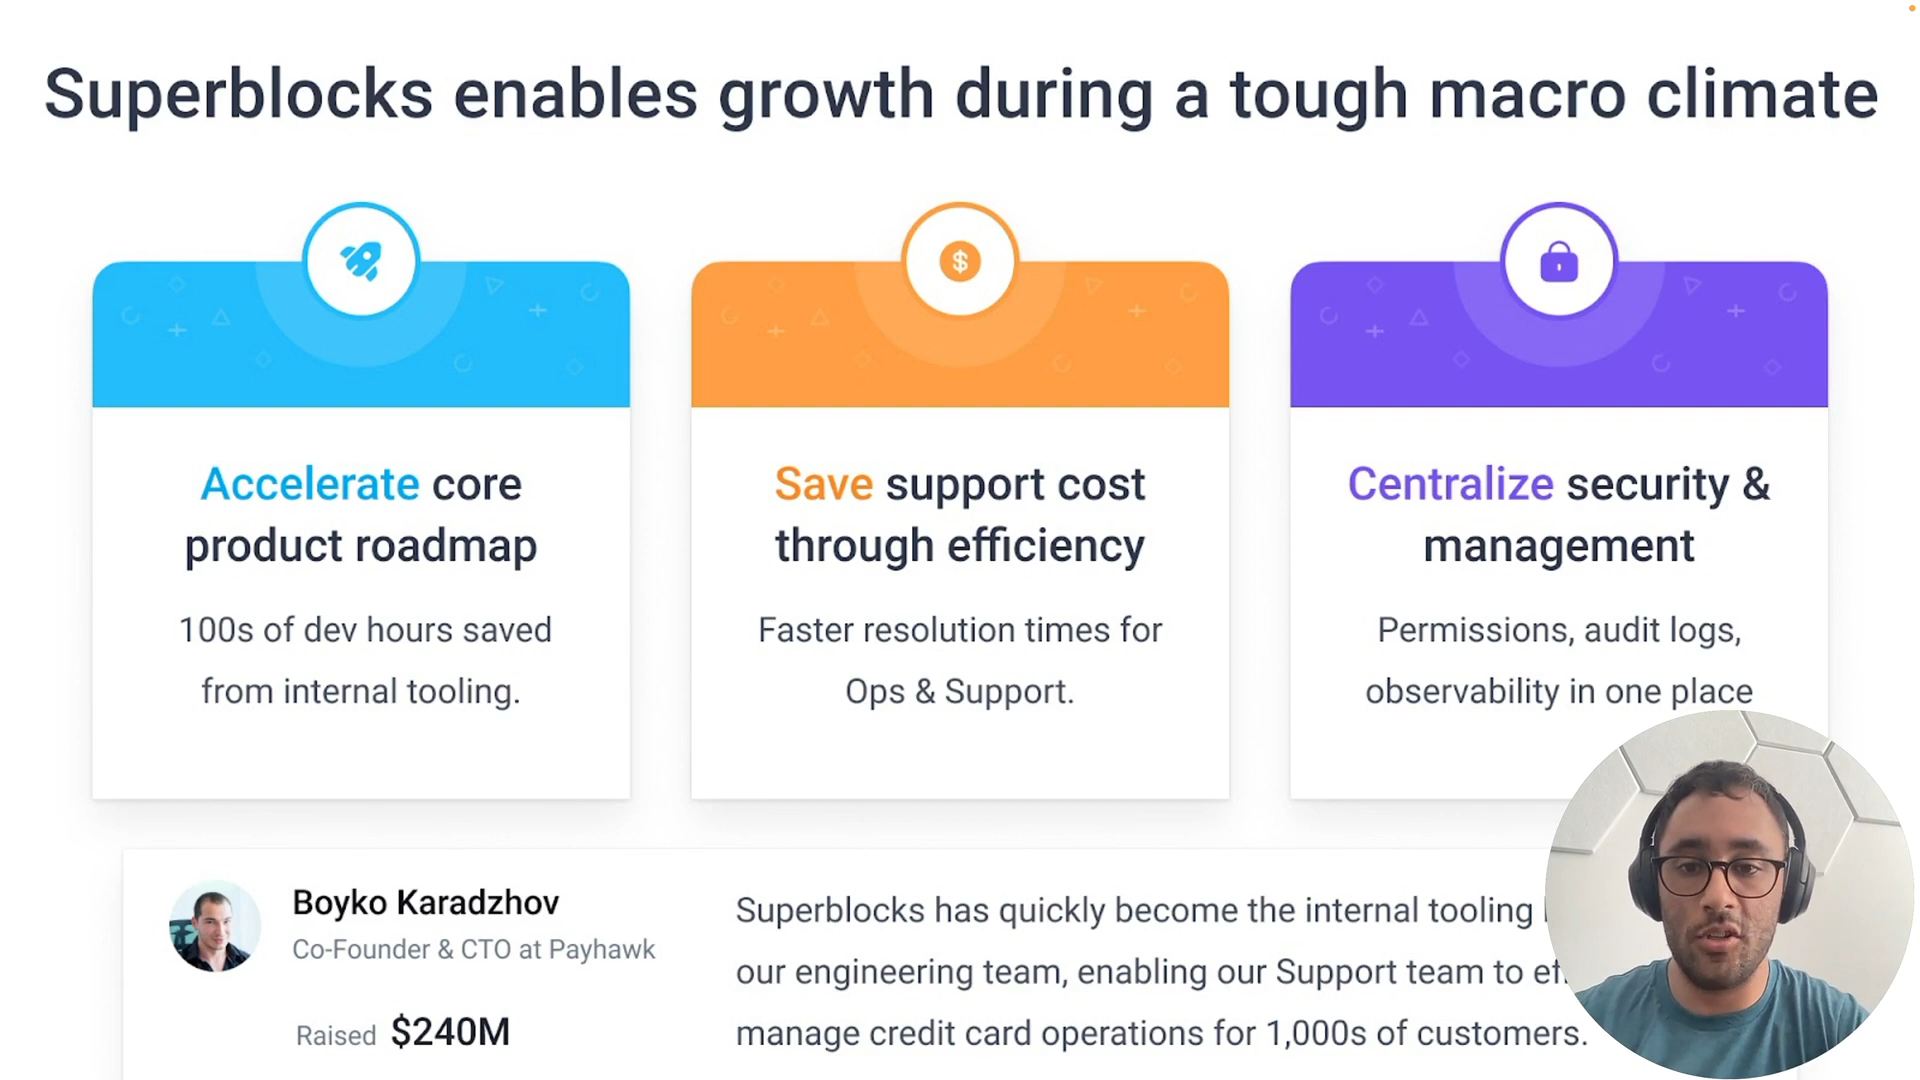 Superblocks enables growth during a tough macro climate
$
Accelerate core
product roadmap
100s of dev hours saved
from internal tooling.
Save support cost
through efficiency
Faster resolution times for
Ops & Support.
Centralize security &
management
Permissions, audit logs,
observability in one place
Boyko Karadzhov
Co-Founder & CTO at Payhawk
Raised $240M
Superblocks has quickly become the internal tooling
our engineering team, enabling our Support team to
manage credit card operations for 1,000s of customers.